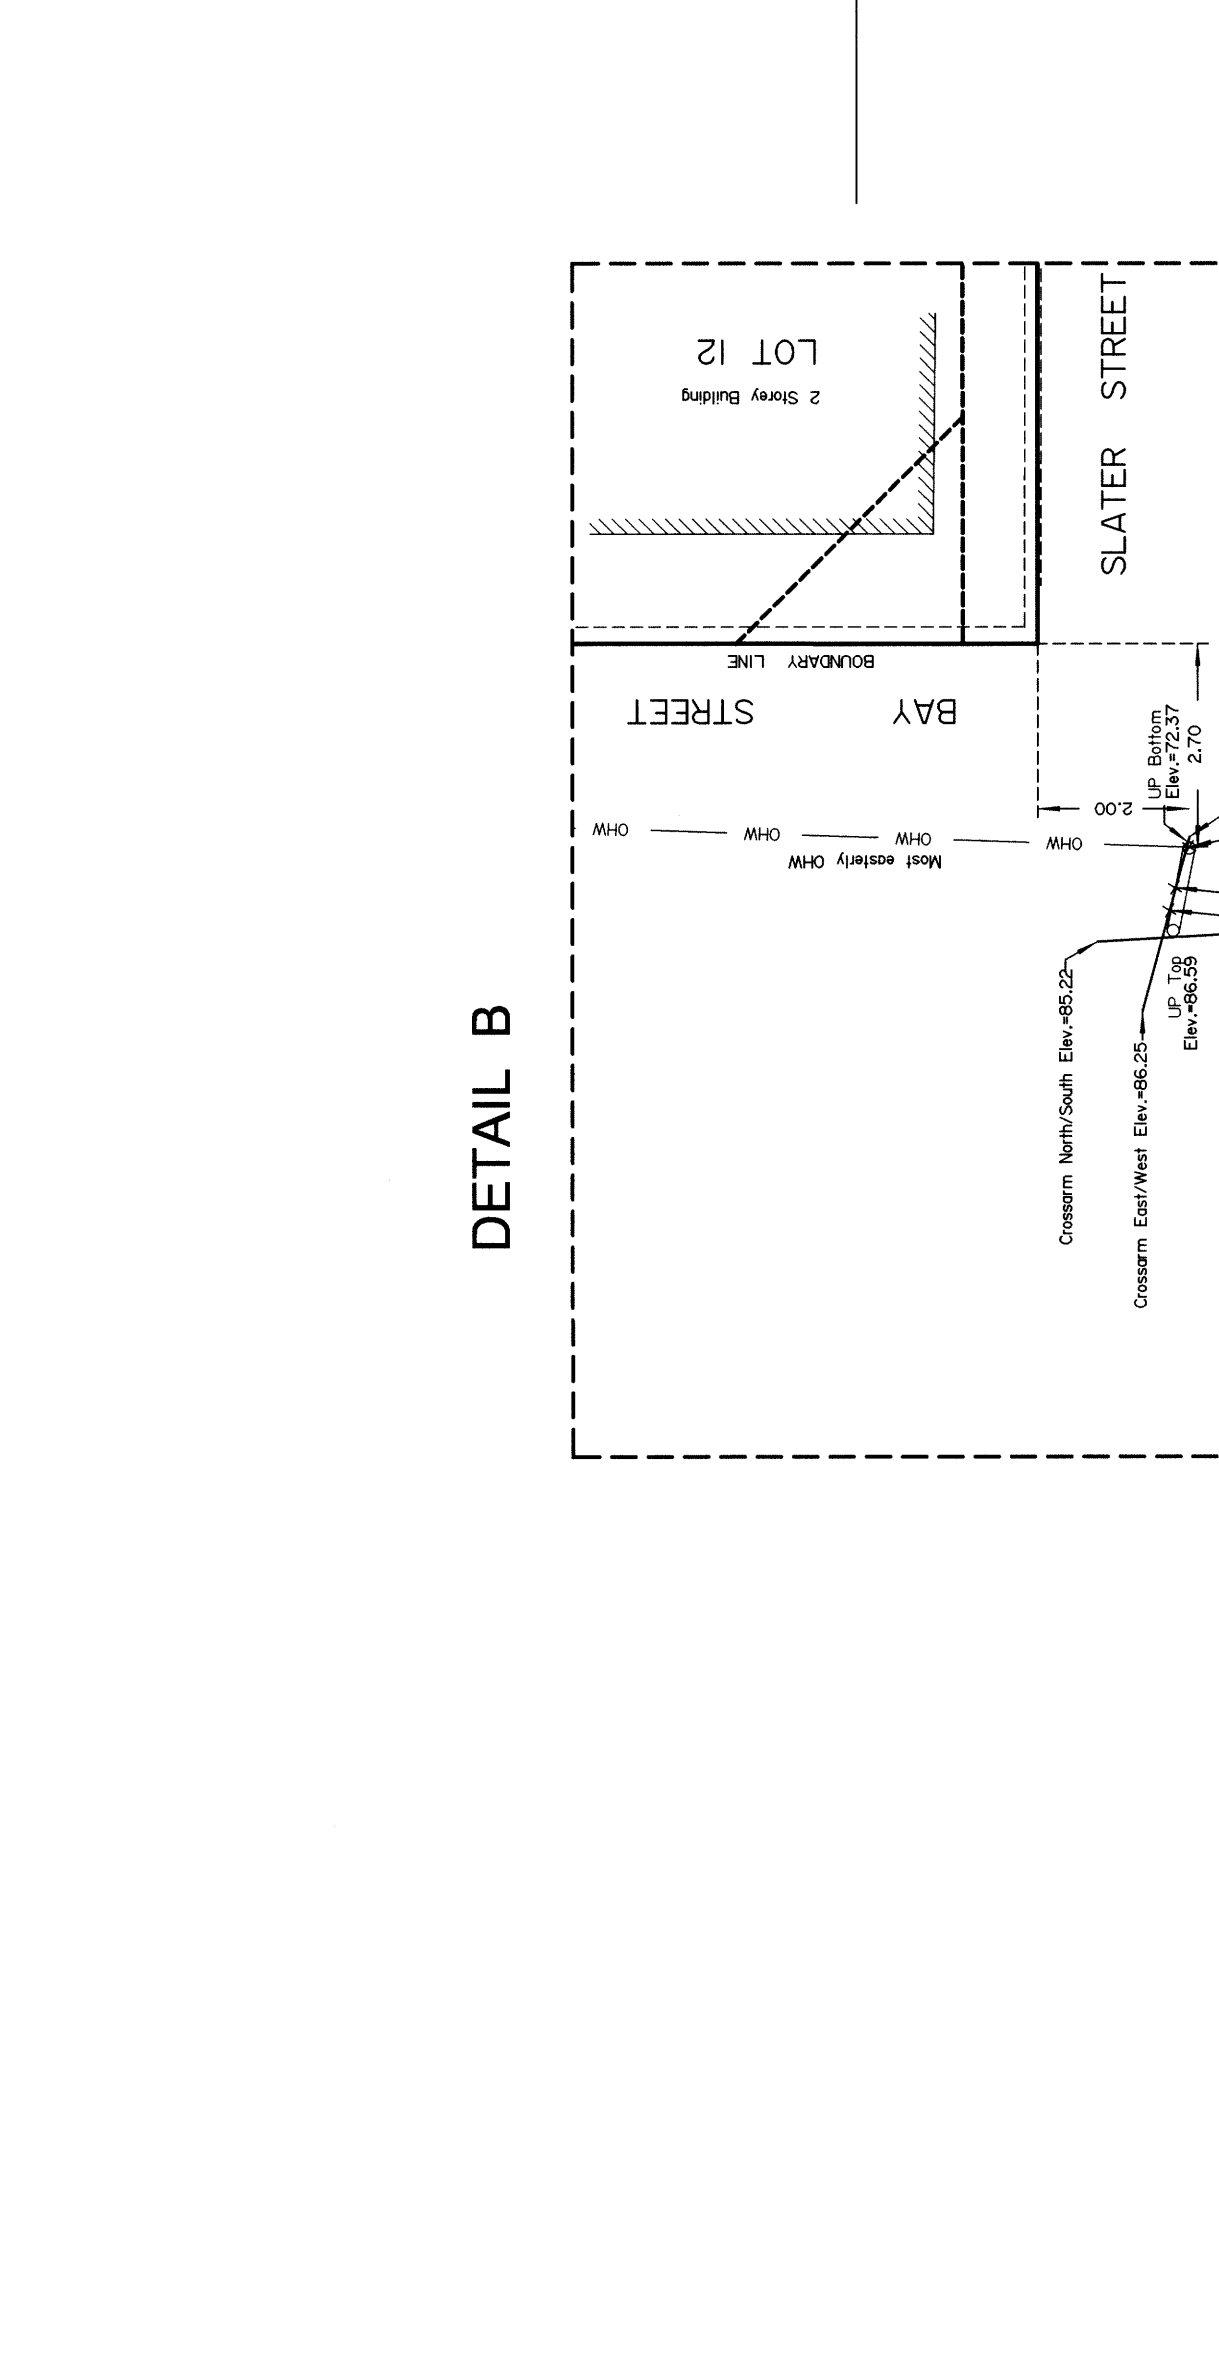 DETAIL B
LOT 12
2 Storey Building
SLATER STREET
BOUNDARY LINE
BAY STREET
OHW OHW OHW OHW
Most easterly OHW
2.00
UP Bottom
Elev.=72.37
2.70
UP Top
Elev.=86.59
Crossarm North/South Elev.=85.22
Crossarm East/West Elev.=86.25